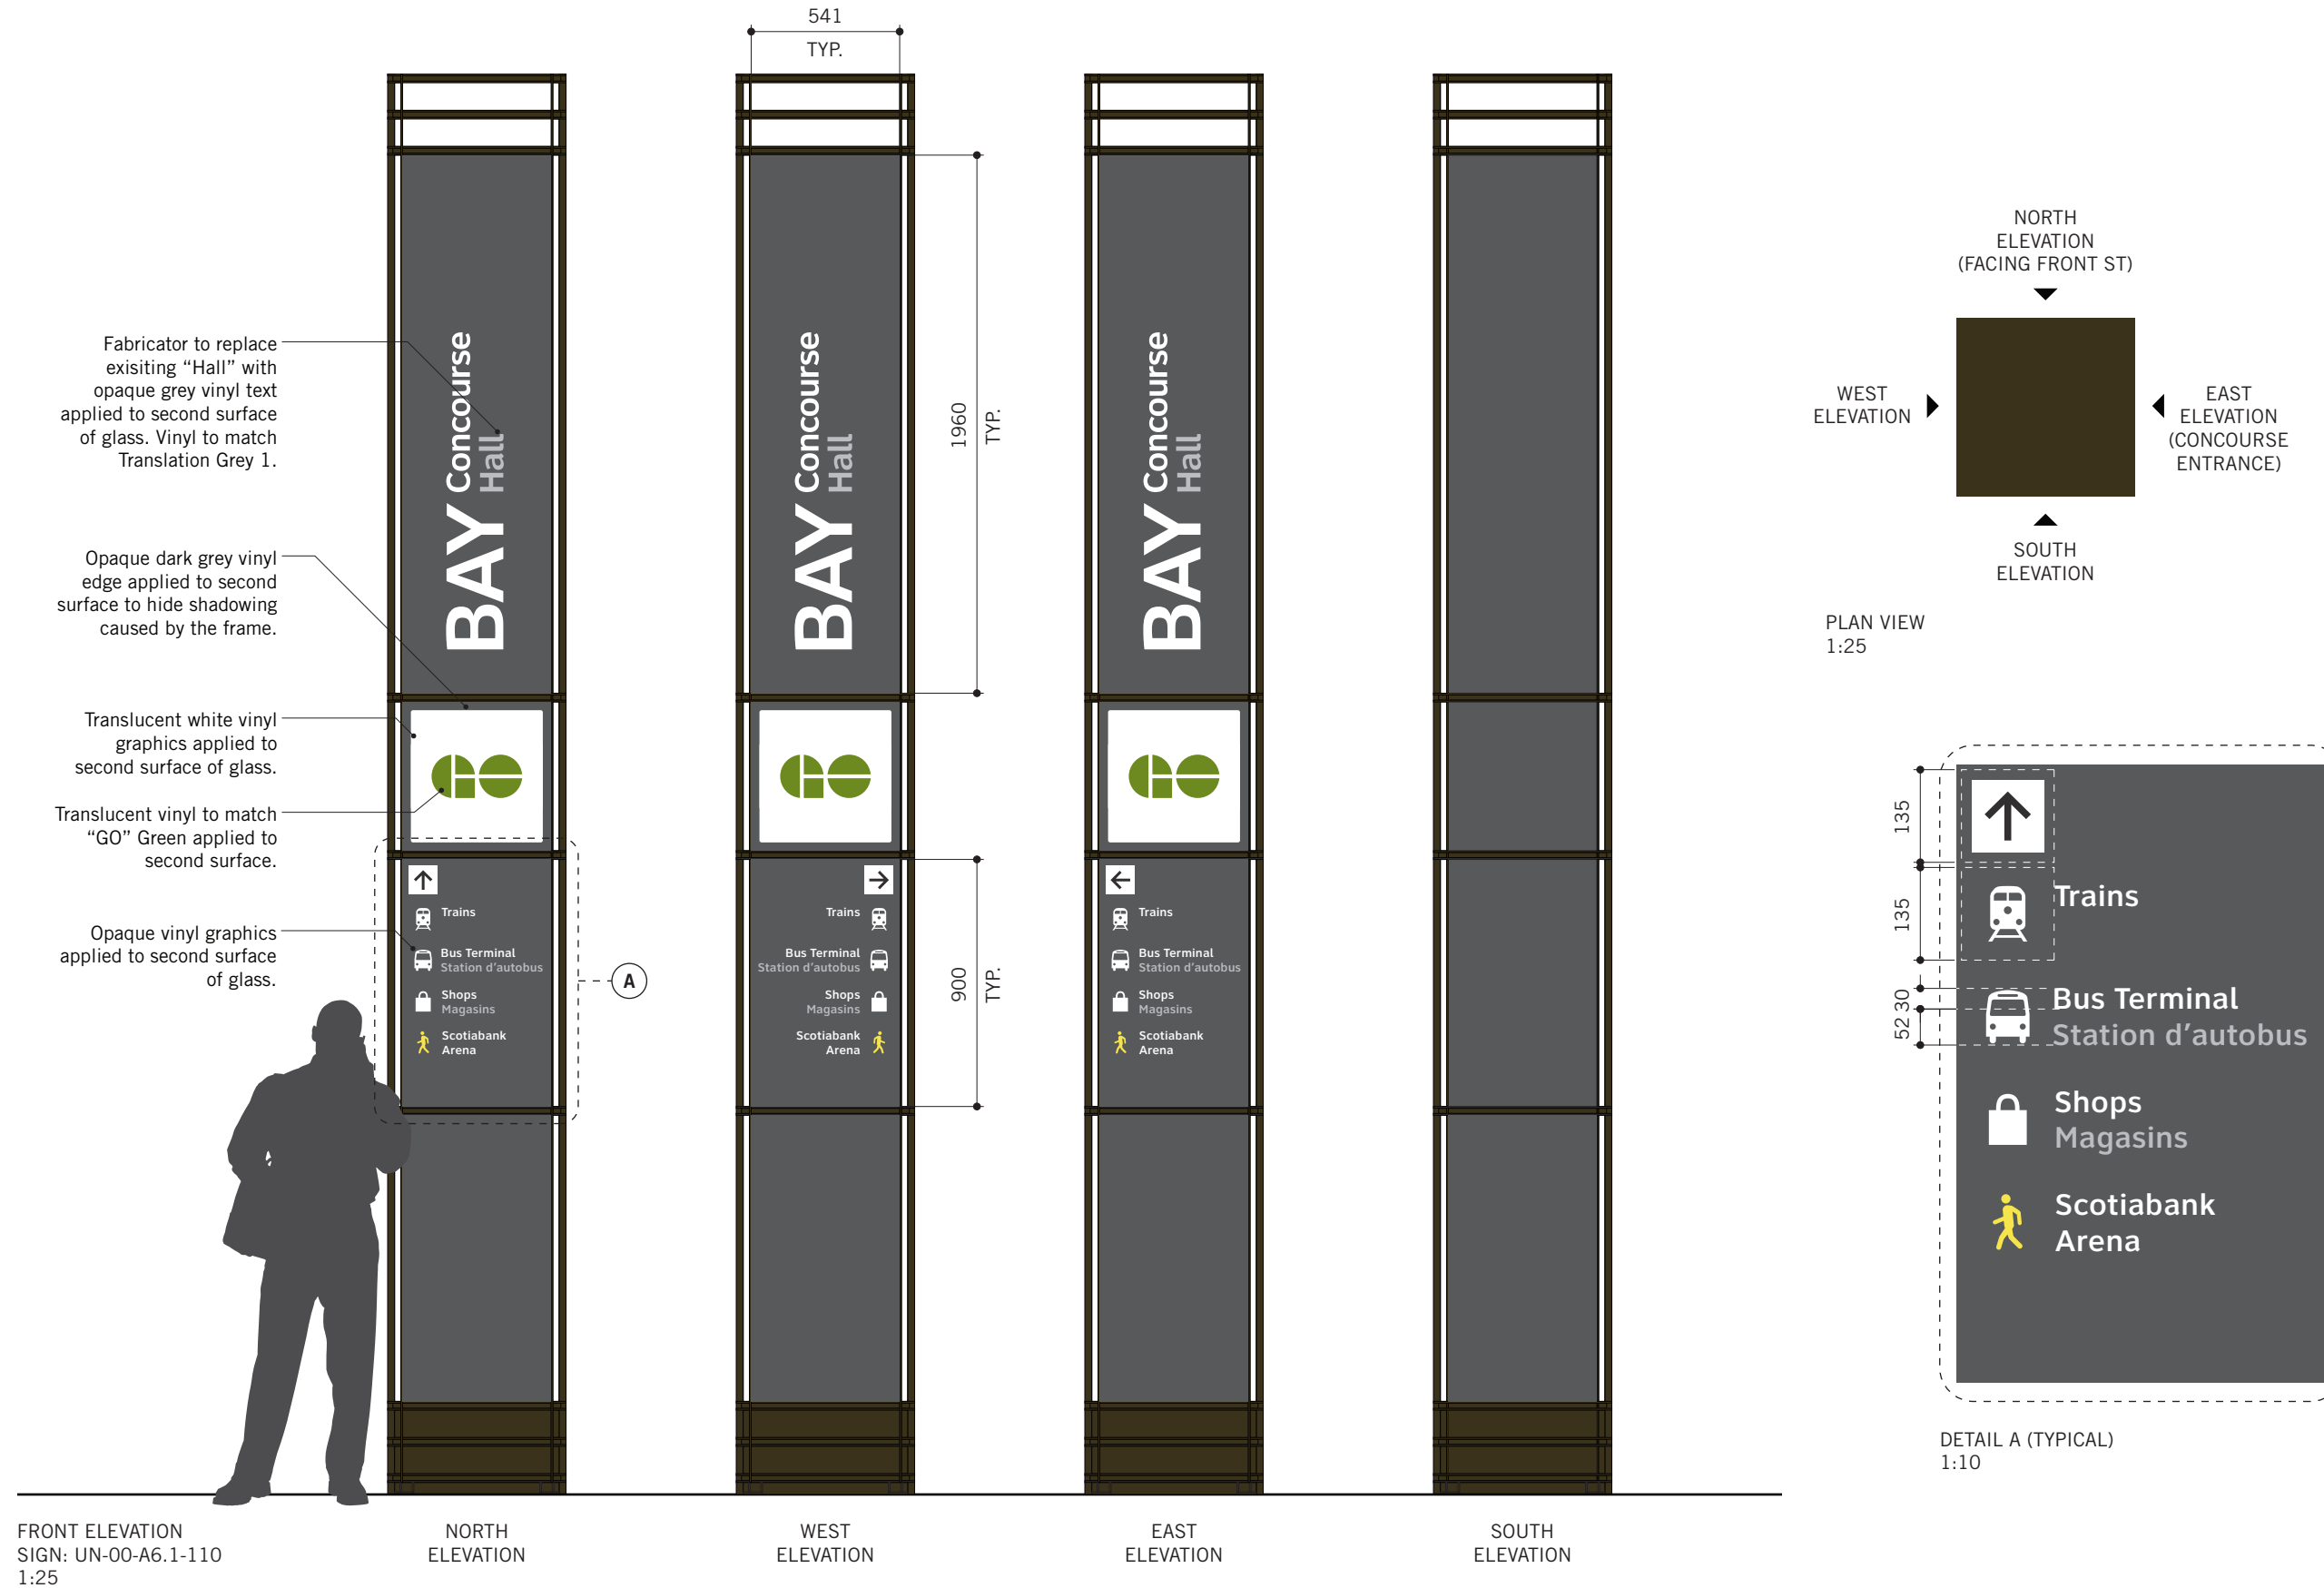 541
TYP.
Fabricator to replace
exisiting “Hall” with
opaque grey vinyl text
applied to second surface
of glass. Vinyl to match
Translation Grey 1.
Opaque dark grey vinyl
edge applied to second
surface to hide shadowing
caused by the frame.
Translucent white vinyl
graphics applied to
second surface of glass.
Translucent vinyl to match
“GO” Green applied to
second surface.
Opaque vinyl graphics
applied to second surface
of glass.
BAY Concourse
Hall
GO
Trains
Bus Terminal
Station d’autobus
Shops
Magasins
Scotiabank
Arena
A
BAY Concourse
Hall
GO
Trains
Bus Terminal
Station d’autobus
Shops
Magasins
Scotiabank
Arena
1960
TYP.
900
TYP.
BAY Concourse
Hall
GO
Trains
Bus Terminal
Station d’autobus
Shops
Magasins
Scotiabank
Arena
NORTH
ELEVATION
(FACING FRONT ST)
WEST
ELEVATION
EAST
ELEVATION
(CONCOURSE
ENTRANCE)
SOUTH
ELEVATION
PLAN VIEW
1:25
135
135
30
52
Trains
Bus Terminal
Station d’autobus
Shops
Magasins
Scotiabank
Arena
DETAIL A (TYPICAL)
1:10
FRONT ELEVATION
SIGN: UN-00-A6.1-110
1:25
NORTH
ELEVATION
WEST
ELEVATION
EAST
ELEVATION
SOUTH
ELEVATION